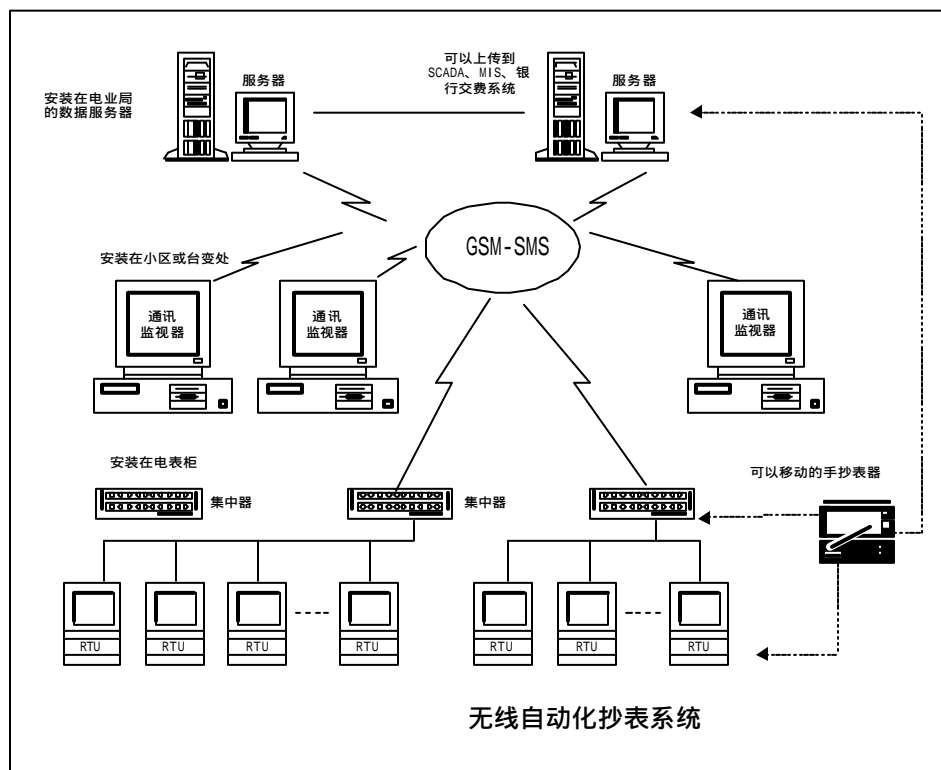 可以上传到
SCADA、MIS、银
行交费系统
服务器
服务器
安装在电业局
的数据服务器
GSM-SMS
安装在小区或台变处
通讯
监视器
通讯
监视器
通讯
监视器
安装在电表柜
可以移动的手抄表器
集中器
集中器
RTU
RTU
RTU
RTU
RTU
RTU
RTU
无线自动化抄表系统